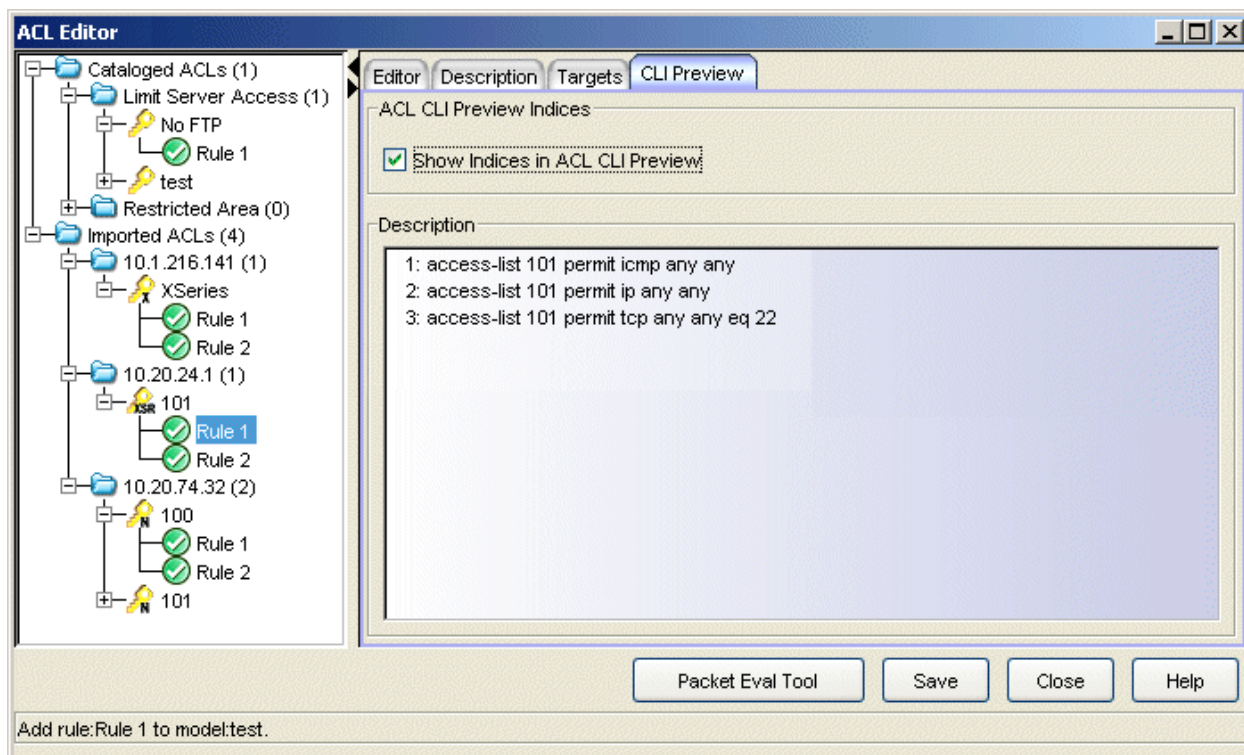 ACL Editor
Cataloged ACLs (1)
Limit Server Access (1)
No FTP
Rule 1
test
Restricted Area (0)
Imported ACLs (4)
10.1.216.141 (1)
X
XSeries
Rule 1
Rule 2
10.20.24.1 (1)
XSR
101
Rule 1
Rule 2
10.20.74.32 (2)
N
100
Rule 1
Rule 2
N
101
Editor
Description
Targets
CLI Preview
ACL CLI Preview Indices
Show Indices in ACL CLI Preview
Description
1: access-list 101 permit icmp any any
2: access-list 101 permit ip any any
3: access-list 101 permit tcp any any eq 22
Packet Eval Tool
Save
Close
Help
Add rule:Rule 1 to model:test.